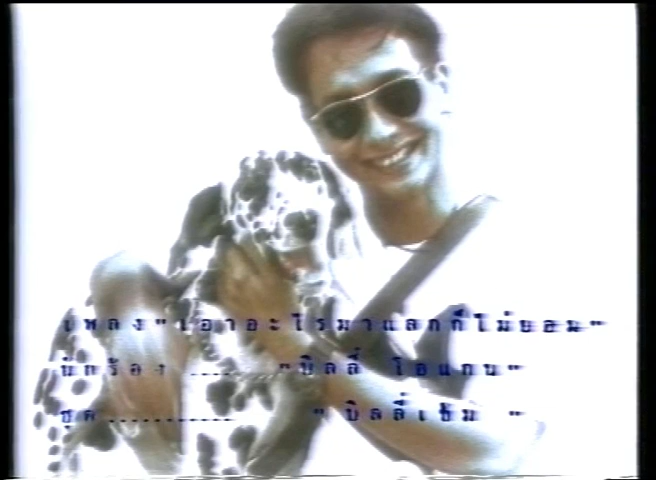 เพลง " เอาอะไรมาแลกก็ไม่ยอม "
นักร้อง ........ " บิลลี่ โอแกน "
ชุด ............... " บิลลี่เข้ม "